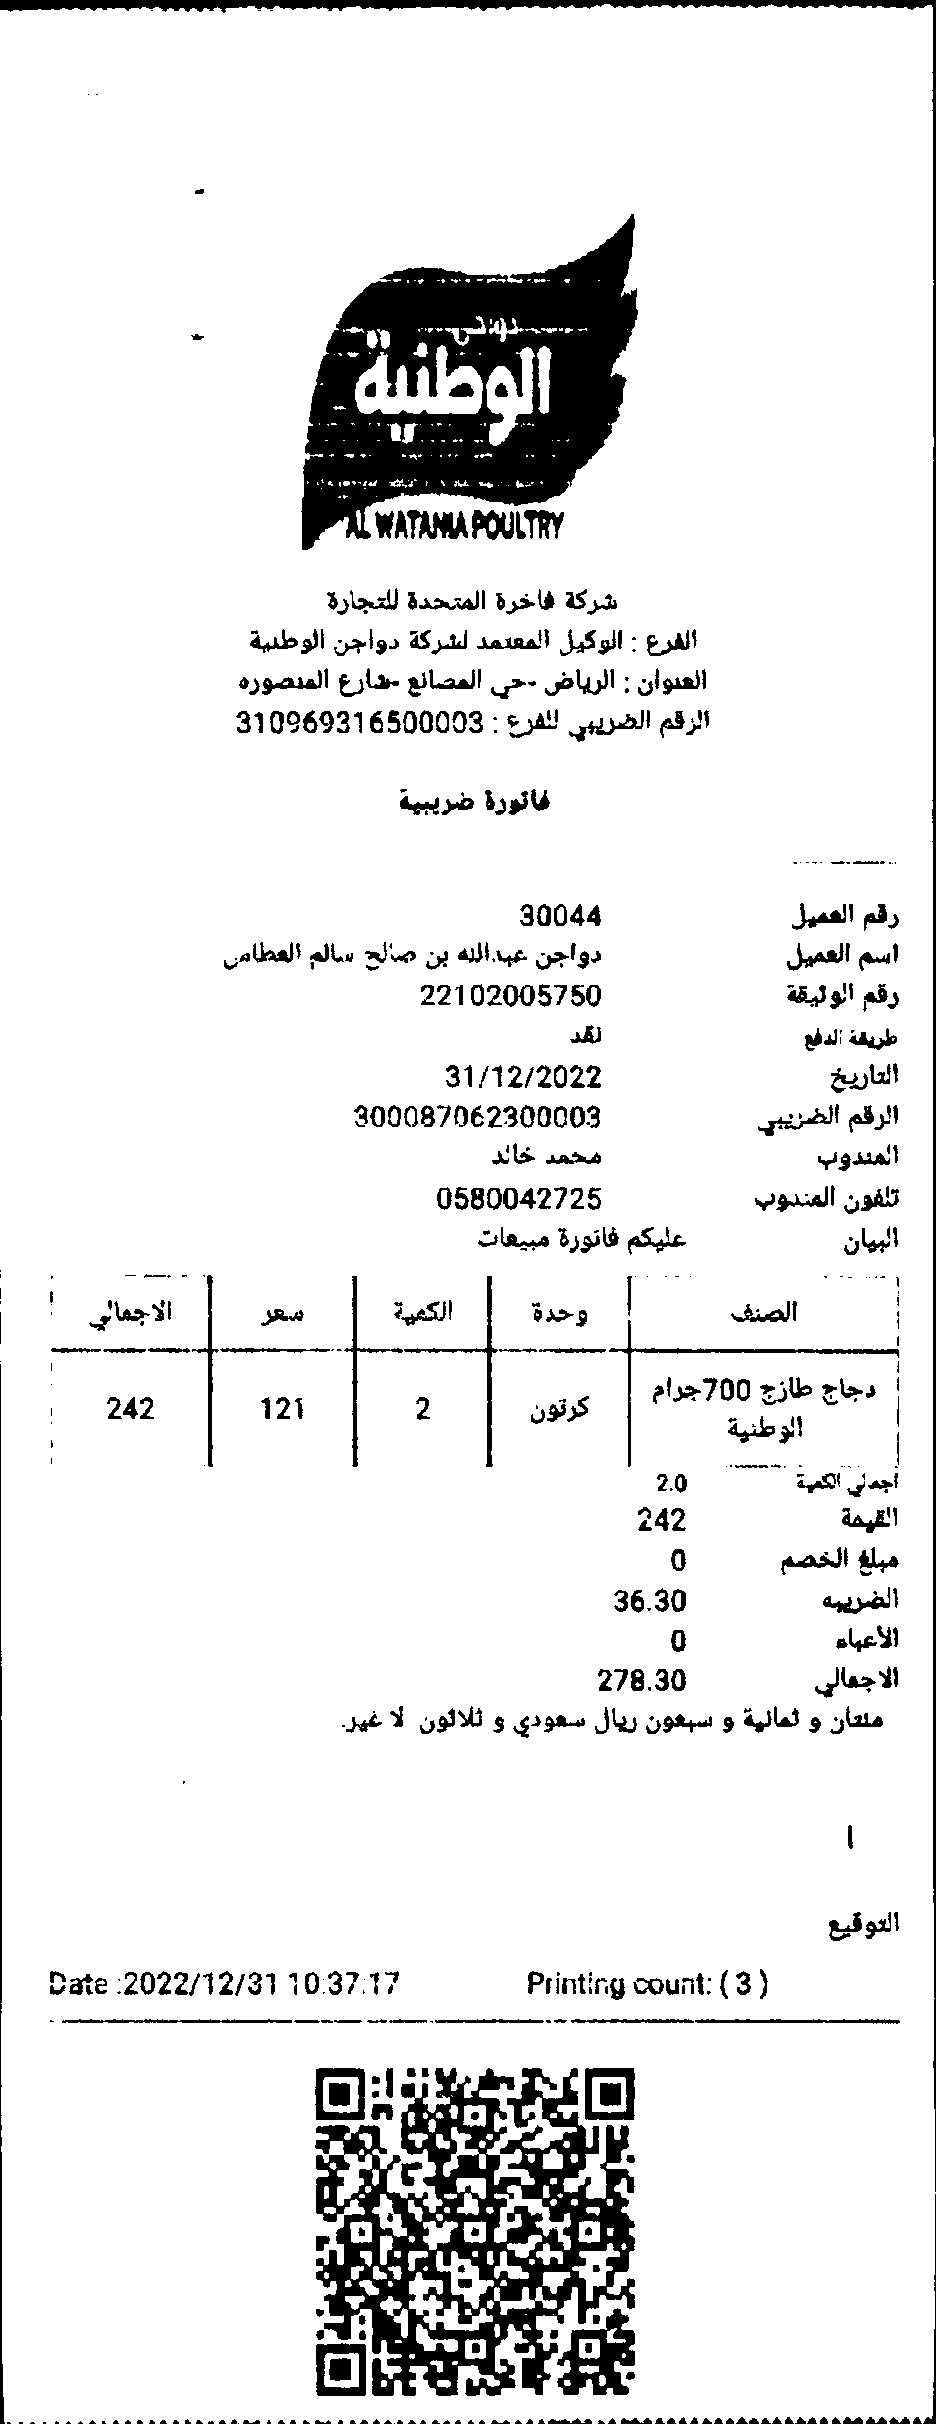 دواجن
الوطنية
AL WATANIA POULTRY
شركة فاخرة المتحدة للتجارة
الفرع : الوكيل المعتمد لشركة دواجن الوطنية
العنوان : الرياض -حي المصانع -شارع المنصوره
الرقم الضريبي للفرع : 310969316500003
فاتورة ضريبية
رقم العميل 30044
اسم العميل دواجن عبدالله بن صالح سالم العطاس
رقم الوثيقة 22102005750
طريقة الدفع نقد
التاريخ 31/12/2022
الرقم الضريبي 300087062300003
المندوب محمد خالد
تلفون المندوب 0580042725
البيان عليكم فاتورة مبيعات
الصنف وحدة الكمية سعر الاجمالي
دجاج طازج 700جرام الوطنية كرتون 2 121 242
اجمالي الكمية 2.0
القيمة 242
مبلغ الخصم 0
الضريبه 36.30
الأعباء 0
الاجمالي 278.30
مئتان و ثمانية و سبعون ريال سعودي و ثلاثون لا غير.
التوقيع
Date :2022/12/31 10:37:17 Printing count: ( 3 )